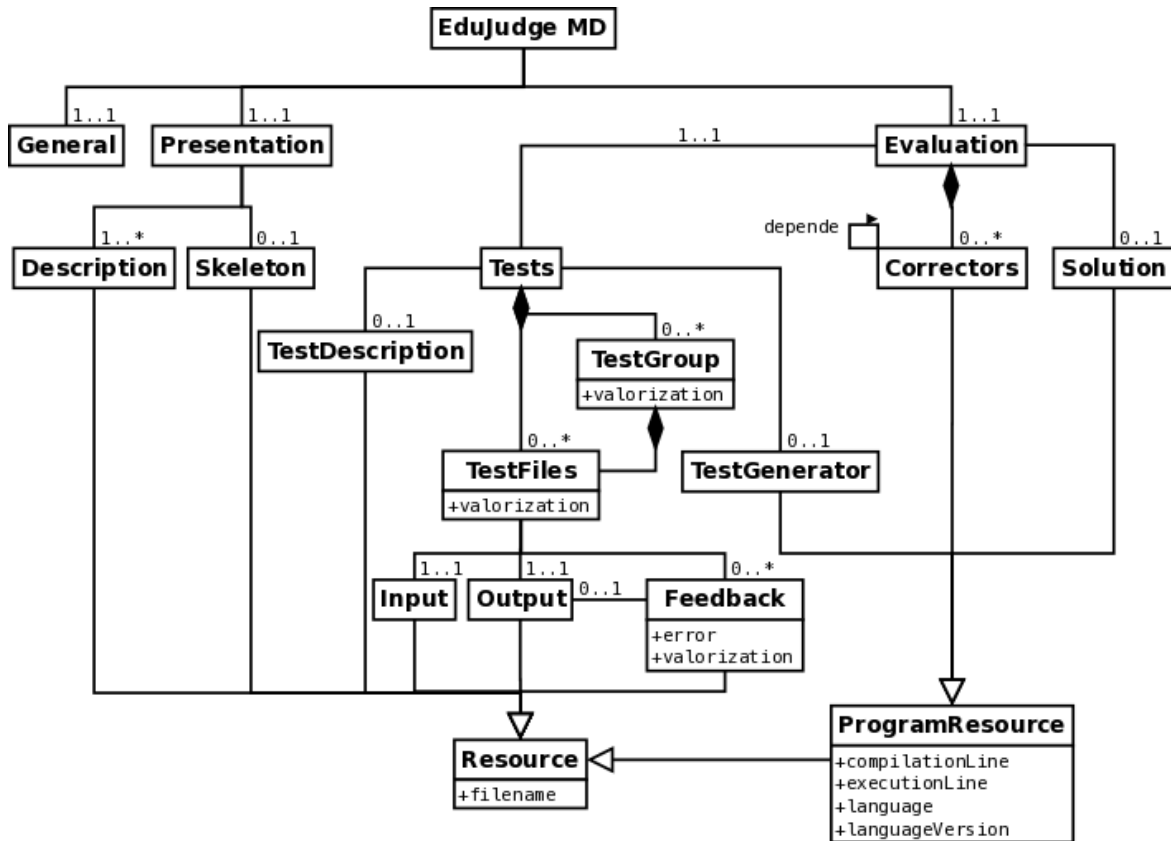 EduJudge MD
1..1
1..1
1..1
General
Presentation
Evaluation
1..1
1..*
0..1
depende
0..*
0..1
Description
Skeleton
Tests
Correctors
Solution
0..1
0..*
TestDescription
TestGroup
+valorization
0..*
0..1
TestFiles
+valorization
TestGenerator
1..1
1..1
0..*
Input
Output
0..1
Feedback
+error
+valorization
Resource
+filename
ProgramResource
+compilationLine
+executionLine
+language
+languageVersion